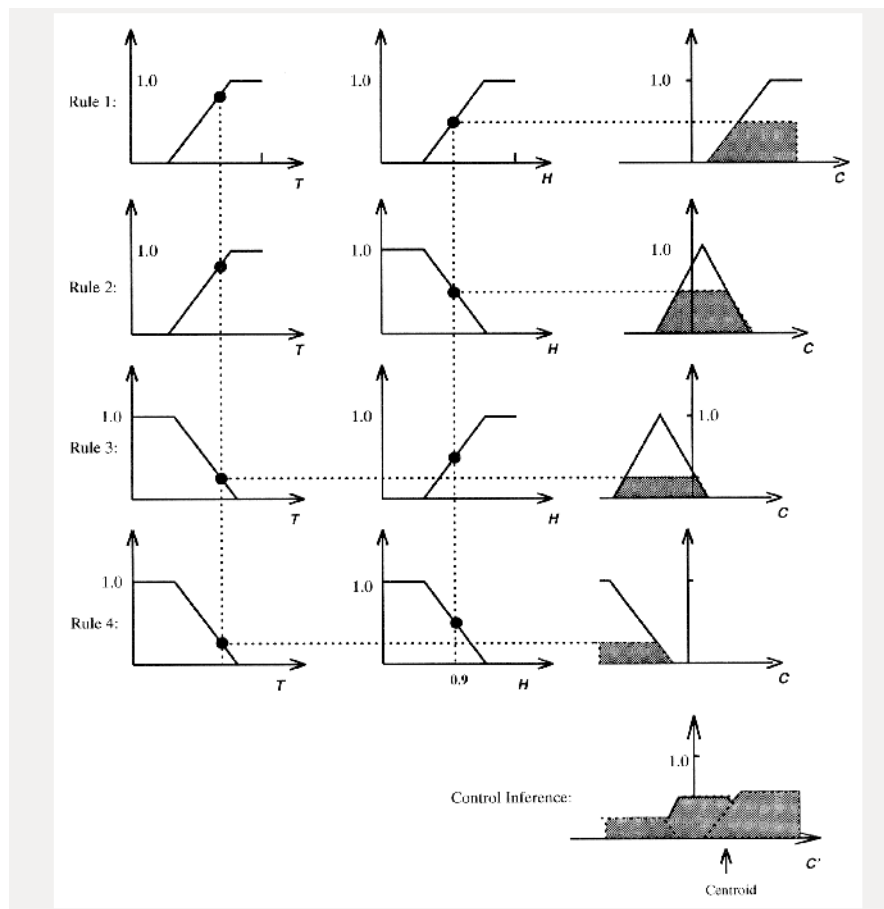 1.0 1.0 1.0
Rule 1:
T H C
1.0 1.0 1.0
Rule 2:
T H C
1.0 1.0 1.0
Rule 3:
T H C
1.0 1.0
Rule 4:
T 0.9 H C
1.0
Control Inference:
C'
Centroid